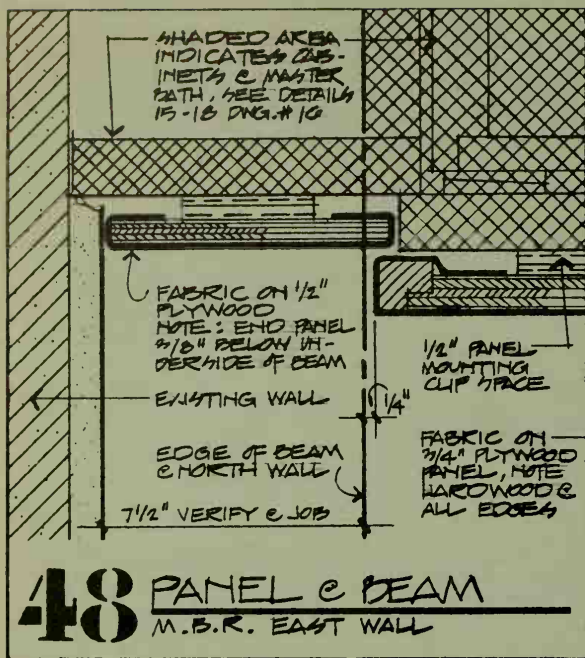 SHADED AREA
INDICATES CAB-
INETS @ MASTER
BATH, SEE DETAILS
15-18 DWG.#16
FABRIC ON 1/2"
PLYWOOD
NOTE: END PANEL
3/8" BELOW UN-
DERSIDE OF BEAM
1/2" PANEL
MOUNTING
CLIP SPACE
EXISTING WALL
1/4"
EDGE OF BEAM
@ NORTH WALL
FABRIC ON
3/4" PLYWOOD
PANEL, NOTE
HARDWOOD @
ALL EDGES
7 1/2" VERIFY @ JOB
48 PANEL @ BEAM
M.B.R. EAST WALL